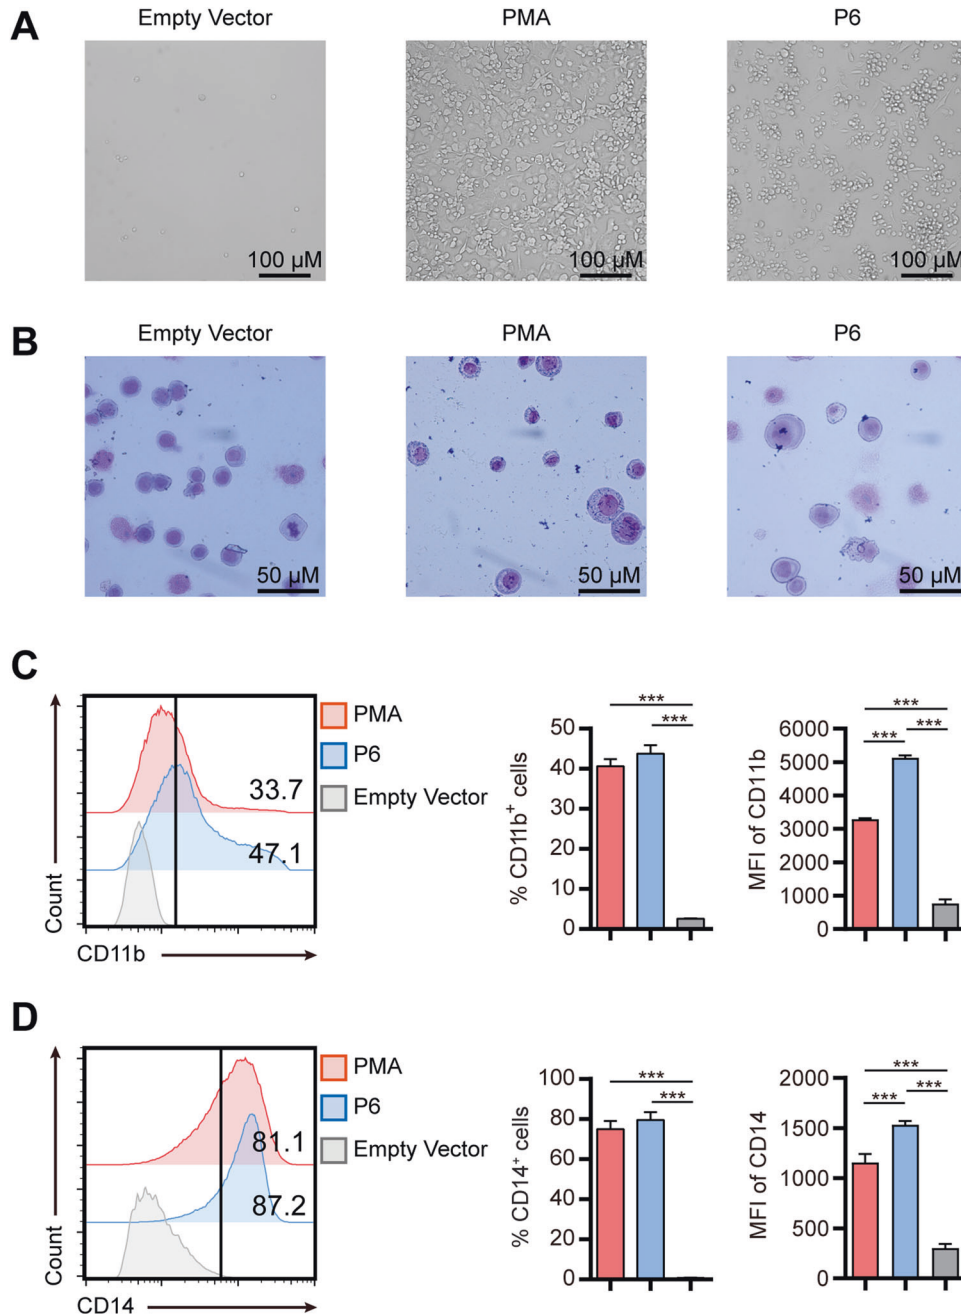 A
Empty Vector
PMA
P6
100 µM
100 µM
100 µM
B
Empty Vector
PMA
P6
50 µM
50 µM
50 µM
C
Count
33.7
47.1
CD11b
PMA
P6
Empty Vector
% CD11b⁺ cells
50
40
30
20
10
0
***
***
MFI of CD11b
6000
5000
4000
3000
2000
1000
0
***
***
***
D
Count
81.1
87.2
CD14
PMA
P6
Empty Vector
% CD14⁺ cells
100
80
60
40
20
0
***
***
MFI of CD14
2000
1500
1000
500
0
***
***
***